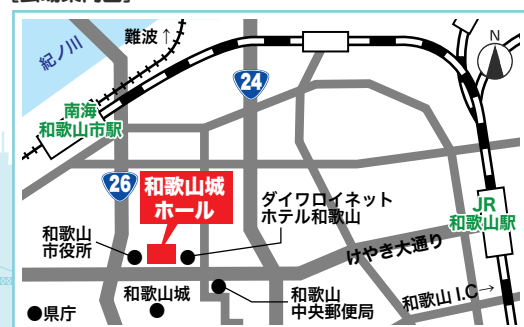 難波↑
紀ノ川
N
24
南海
和歌山市駅
26
和歌山城
ホール
ダイワロイネット
ホテル和歌山
JR
和歌山駅
和歌山
市役所
けやき大通り
和歌山城
和歌山
中央郵便局
和歌山 I.C→
県庁